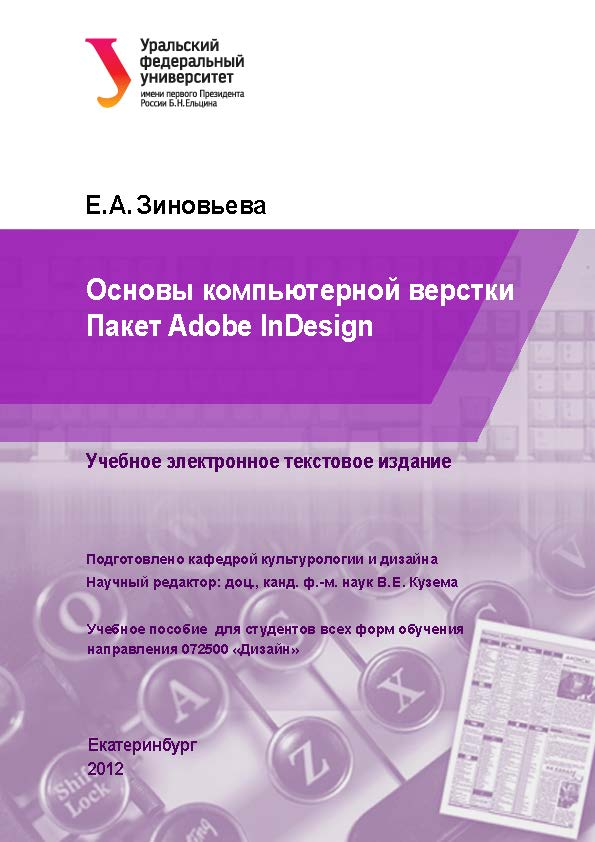 Уральский
федеральный
университет
имени первого Президента
России Б.Н.Ельцина
Е.А. Зиновьева
Основы компьютерной верстки
Пакет Adobe InDesign
Учебное электронное текстовое издание
Подготовлено кафедрой культурологии и дизайна
Научный редактор: доц., канд. ф.-м. наук В.Е. Кузема
Учебное пособие для студентов всех форм обучения
направления 072500 «Дизайн»
Екатеринбург
2012
Q
A
Z
X
C
V
Shift
Lock